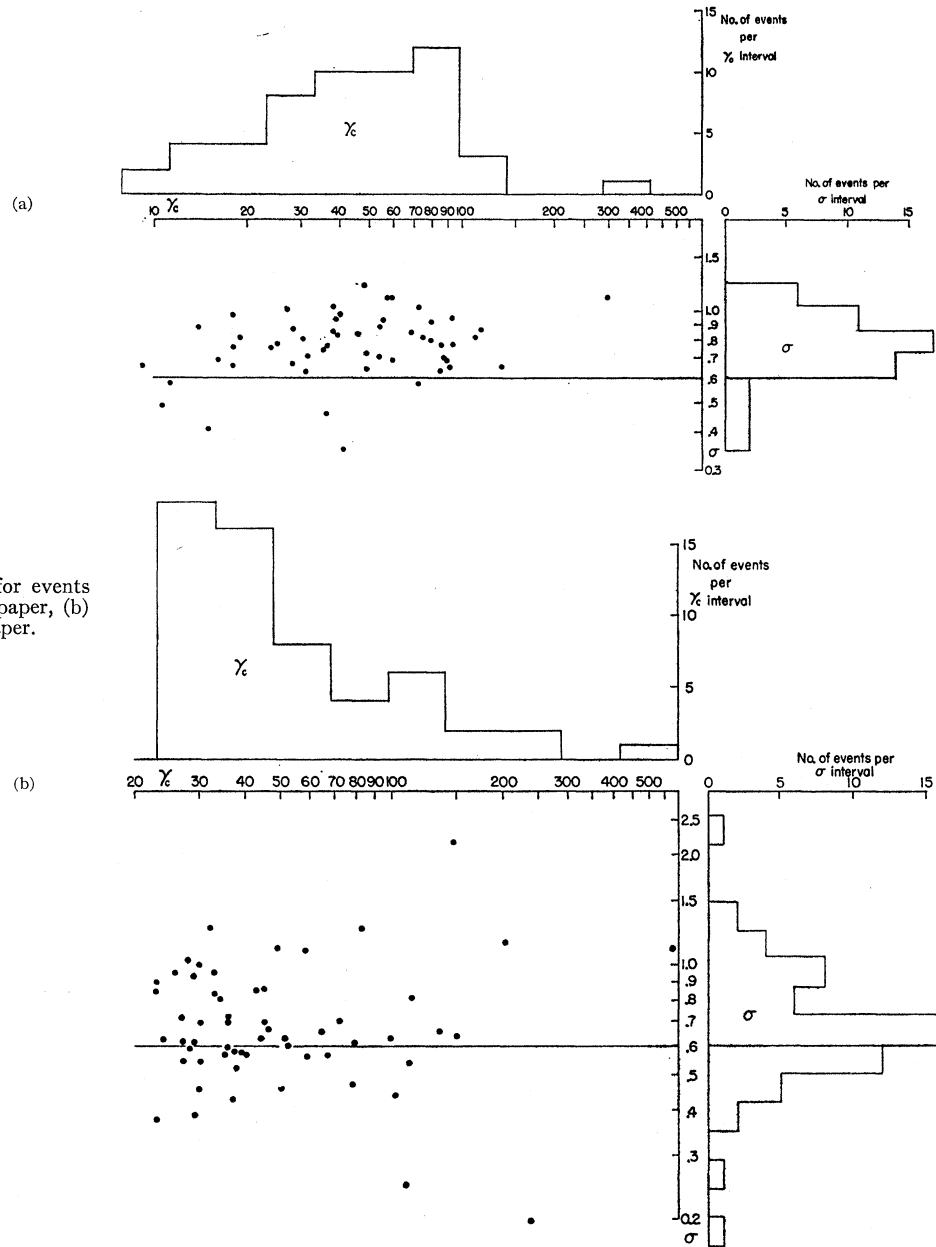 15
No. of events
per
γc interval
10
5
0
γc
(a)
10 γc 20 30 40 50 60 70 80 90 100 200 300 400 500
No. of events per
σ interval
0 5 10 15
1.5
1.0
.9
.8
.7
.6
.5
.4
σ
0.3
σ
15
No. of events
per
γc interval
10
5
0
γc
for events
paper, (b)
per.
(b)
20 γc 30 40 50 60 70 80 90 100 200 300 400 500
No. of events per
σ interval
0 5 10 15
2.5
2.0
1.5
1.0
.9
.8
.7
.6
.5
.4
.3
0.2
σ
σ